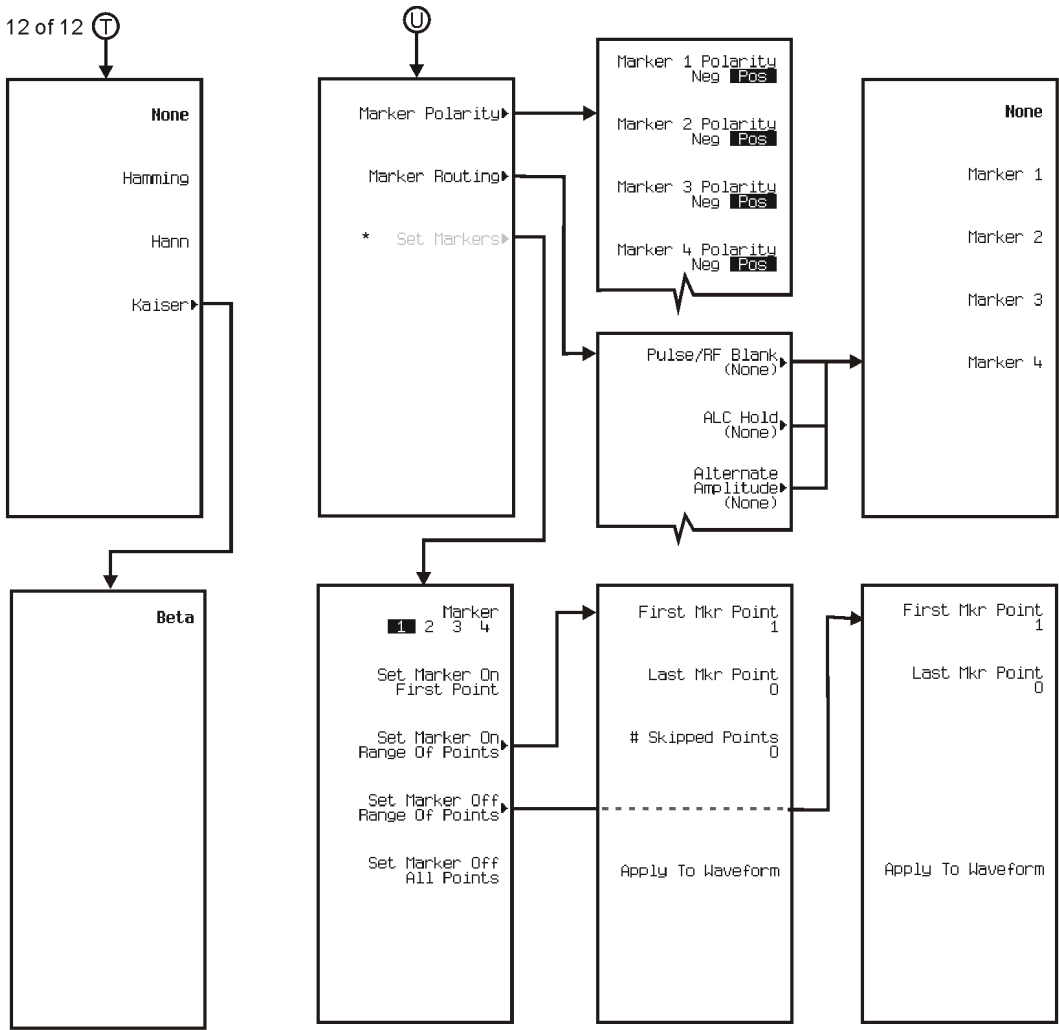 12 of 12 T
None
Hamming
Hann
Kaiser
Beta
U
Marker Polarity
Marker Routing
* Set Markers
Marker 1 Polarity
Neg Pos
Marker 2 Polarity
Neg Pos
Marker 3 Polarity
Neg Pos
Marker 4 Polarity
Neg Pos
Pulse/RF Blank
(None)
ALC Hold
(None)
Alternate
Amplitude
(None)
None
Marker 1
Marker 2
Marker 3
Marker 4
Marker
1 2 3 4
Set Marker On
First Point
Set Marker On
Range Of Points
Set Marker Off
Range Of Points
Set Marker Off
All Points
First Mkr Point
1
Last Mkr Point
0
# Skipped Points
0
Apply To Waveform
First Mkr Point
1
Last Mkr Point
0
Apply To Waveform